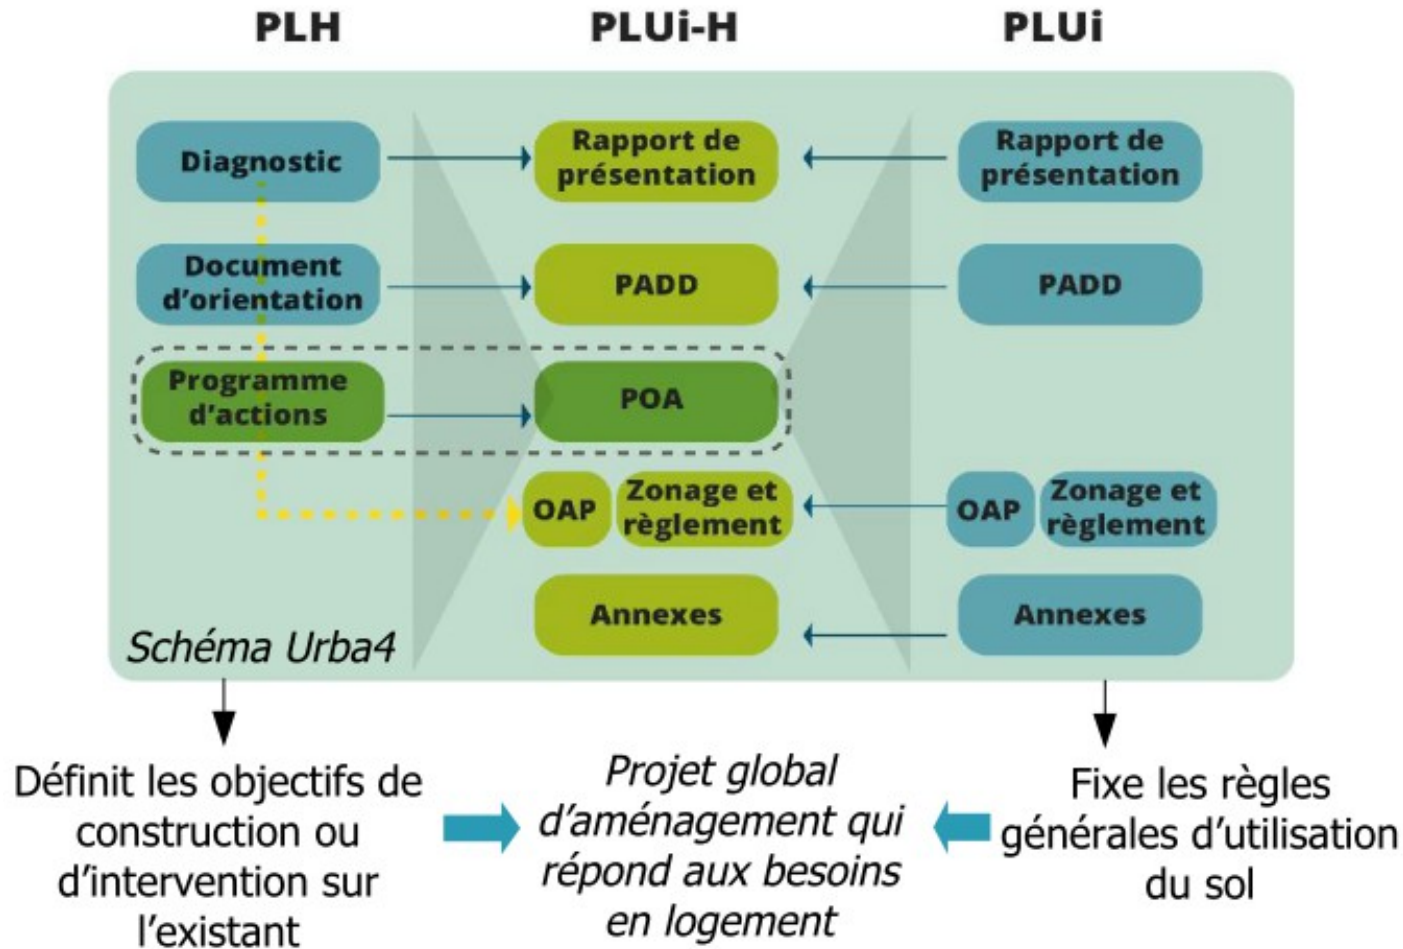 PLH
PLUi-H
PLUi
Diagnostic
Rapport de
présentation
Rapport de
présentation
Document
d'orientation
PADD
PADD
Programme
d'actions
POA
OAP
Zonage et
règlement
OAP
Zonage et
règlement
Annexes
Annexes
Schéma Urba4
Définit les objectifs de
construction ou
d'intervention sur
l'existant
Projet global
d'aménagement qui
répond aux besoins
en logement
Fixe les règles
générales d'utilisation
du sol